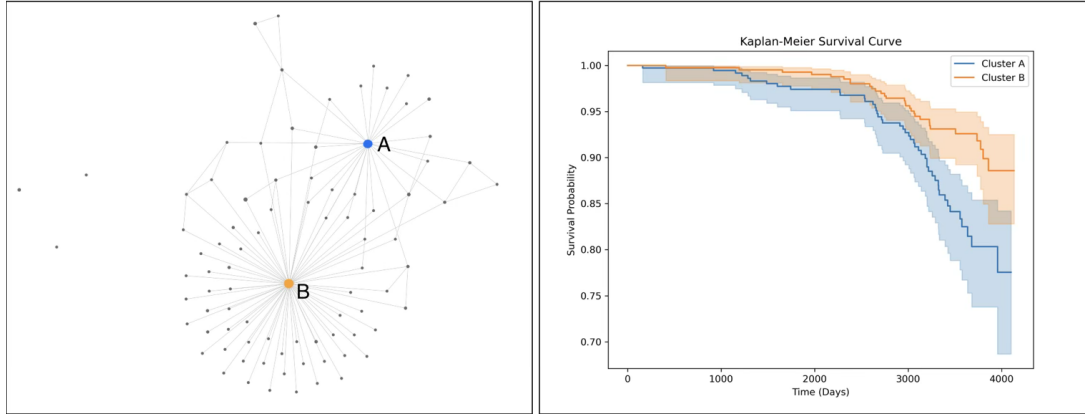 A
B
Kaplan-Meier Survival Curve
Cluster A
Cluster B
1.00
0.95
0.90
0.85
0.80
0.75
0.70
Survival Probability
0 1000 2000 3000 4000
Time (Days)